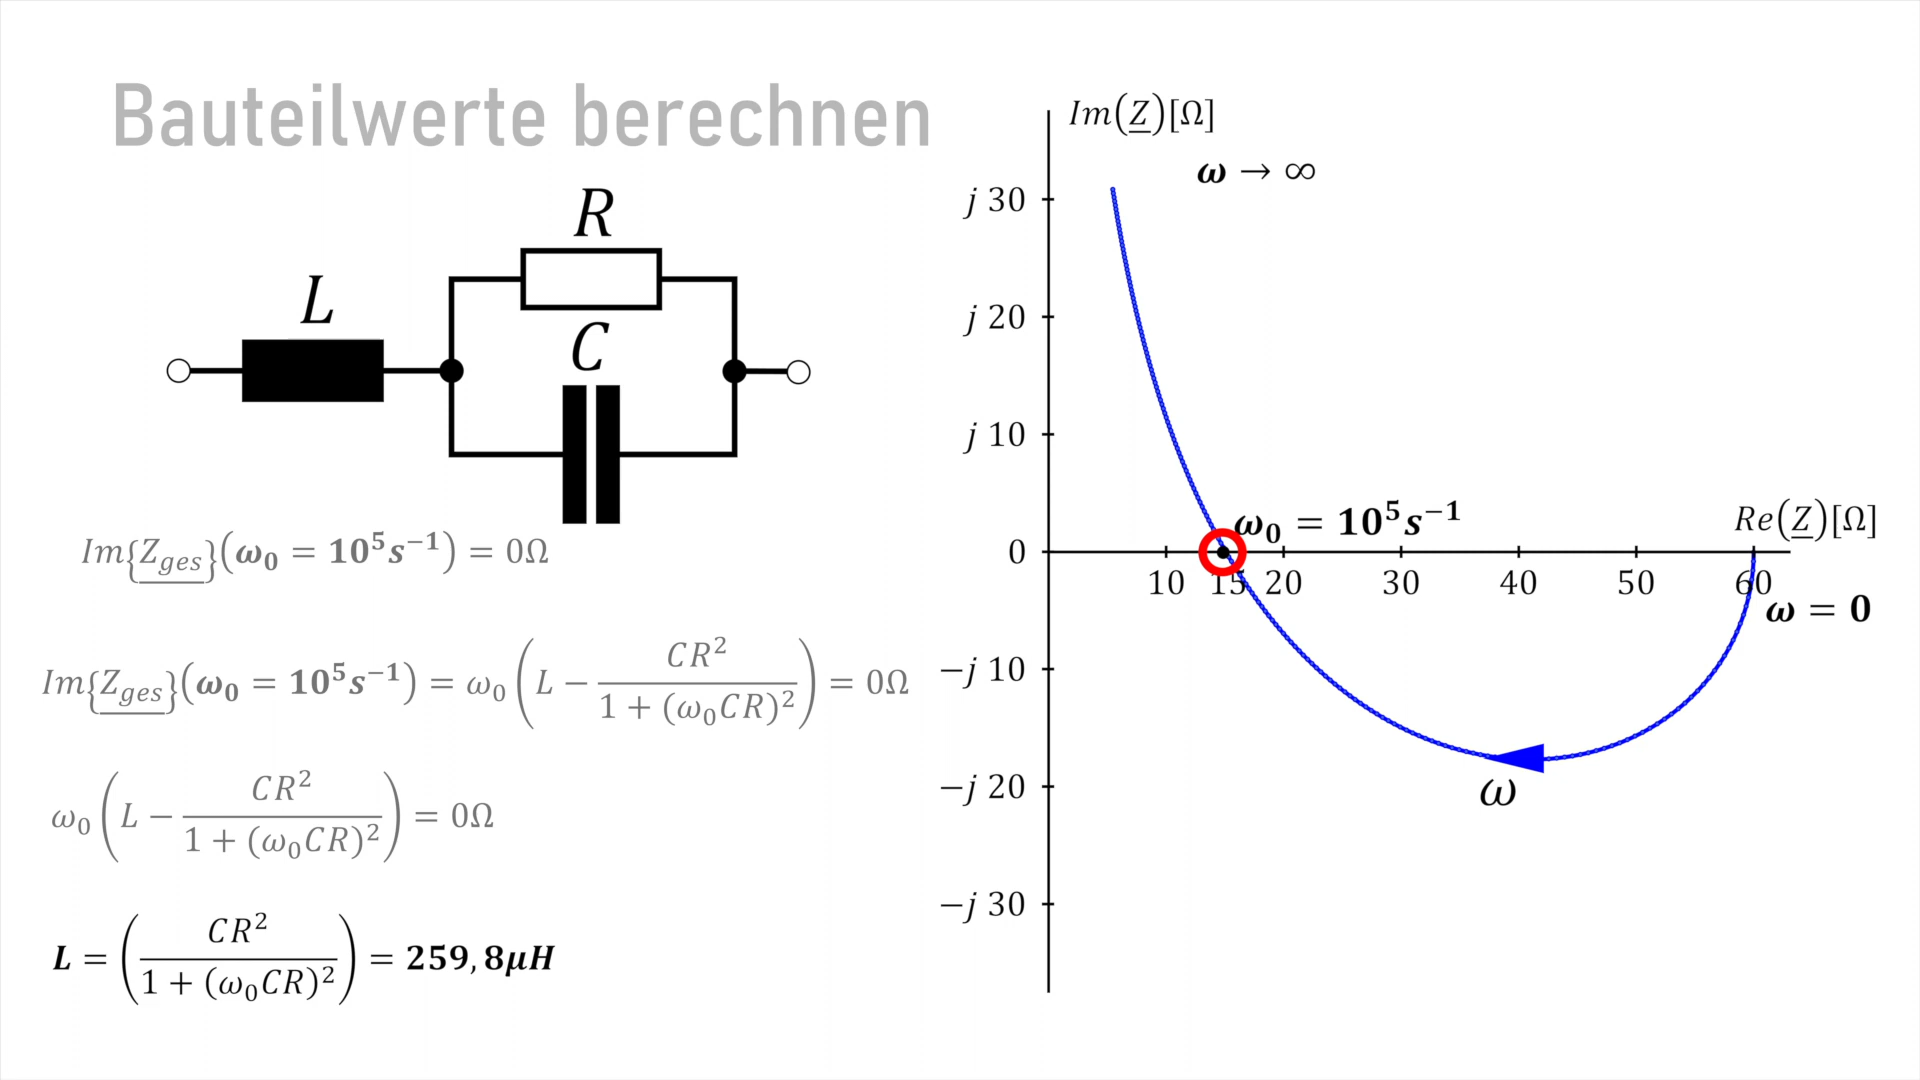 Bauteilwerte berechnen
R
L
C
Im{Z_ges}(ω₀ = 10⁵s⁻¹) = 0Ω
Im{Z_ges}(ω₀ = 10⁵s⁻¹) = ω₀(L − CR²/(1 + (ω₀CR)²)) = 0Ω
ω₀(L − CR²/(1 + (ω₀CR)²)) = 0Ω
L = (CR²/(1 + (ω₀CR)²)) = 259,8μH
Im(Z)[Ω]
ω → ∞
j 30
j 20
j 10
0
−j 10
−j 20
−j 30
ω₀ = 10⁵s⁻¹
Re(Z)[Ω]
10 15 20 30 40 50 60
ω = 0
ω